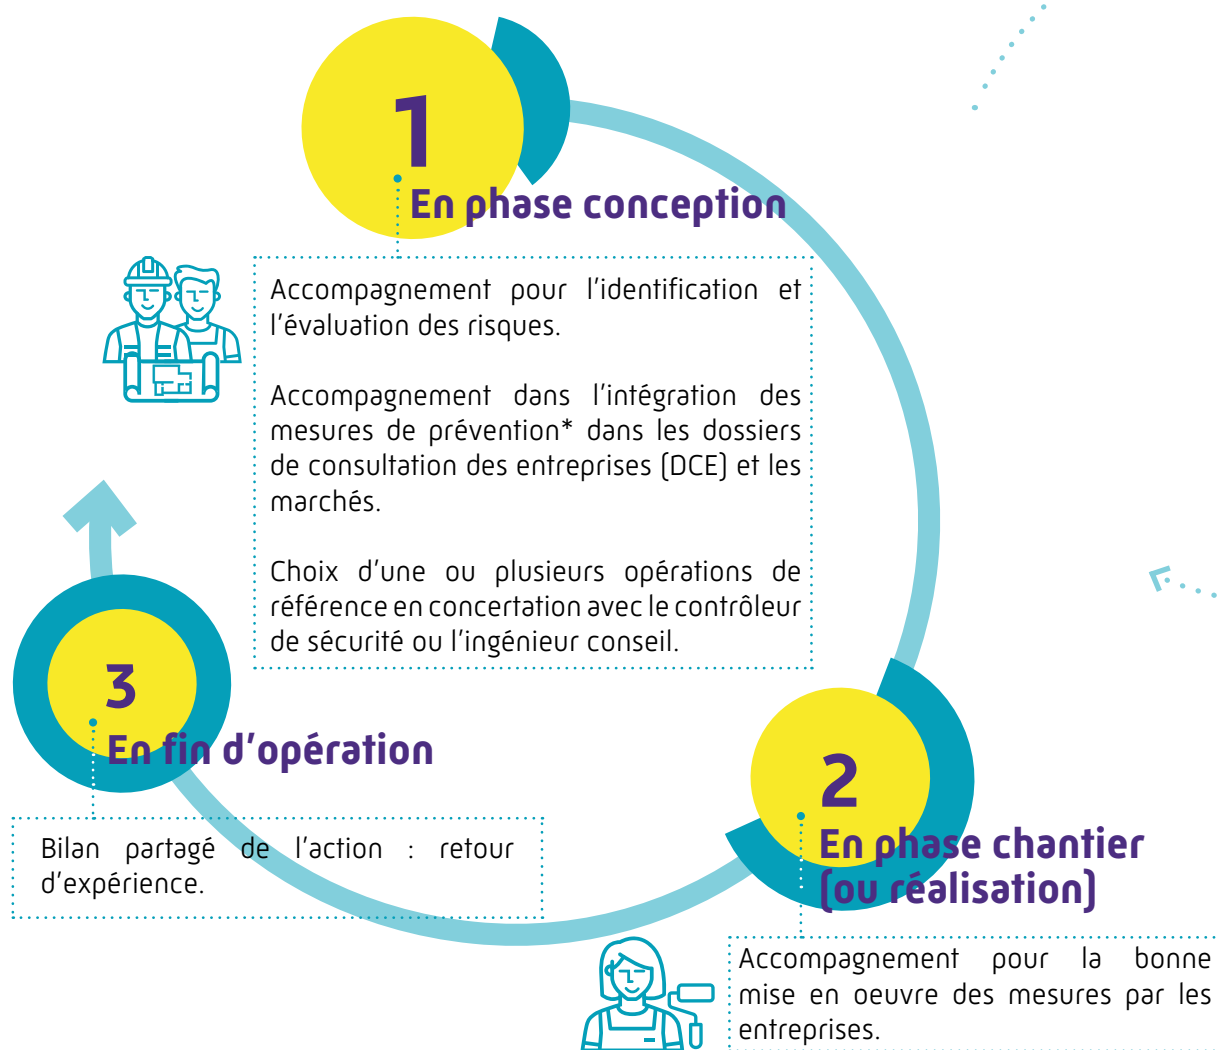 1
En phase conception
Accompagnement pour l'identification et
l'évaluation des risques.
Accompagnement dans l'intégration des
mesures de prévention* dans les dossiers
de consultation des entreprises (DCE) et les
marchés.
Choix d'une ou plusieurs opérations de
référence en concertation avec le contrôleur
de sécurité ou l'ingénieur conseil.
2
En phase chantier
(ou réalisation)
Accompagnement pour la bonne
mise en oeuvre des mesures par les
entreprises.
3
En fin d'opération
Bilan partagé de l'action : retour
d'expérience.